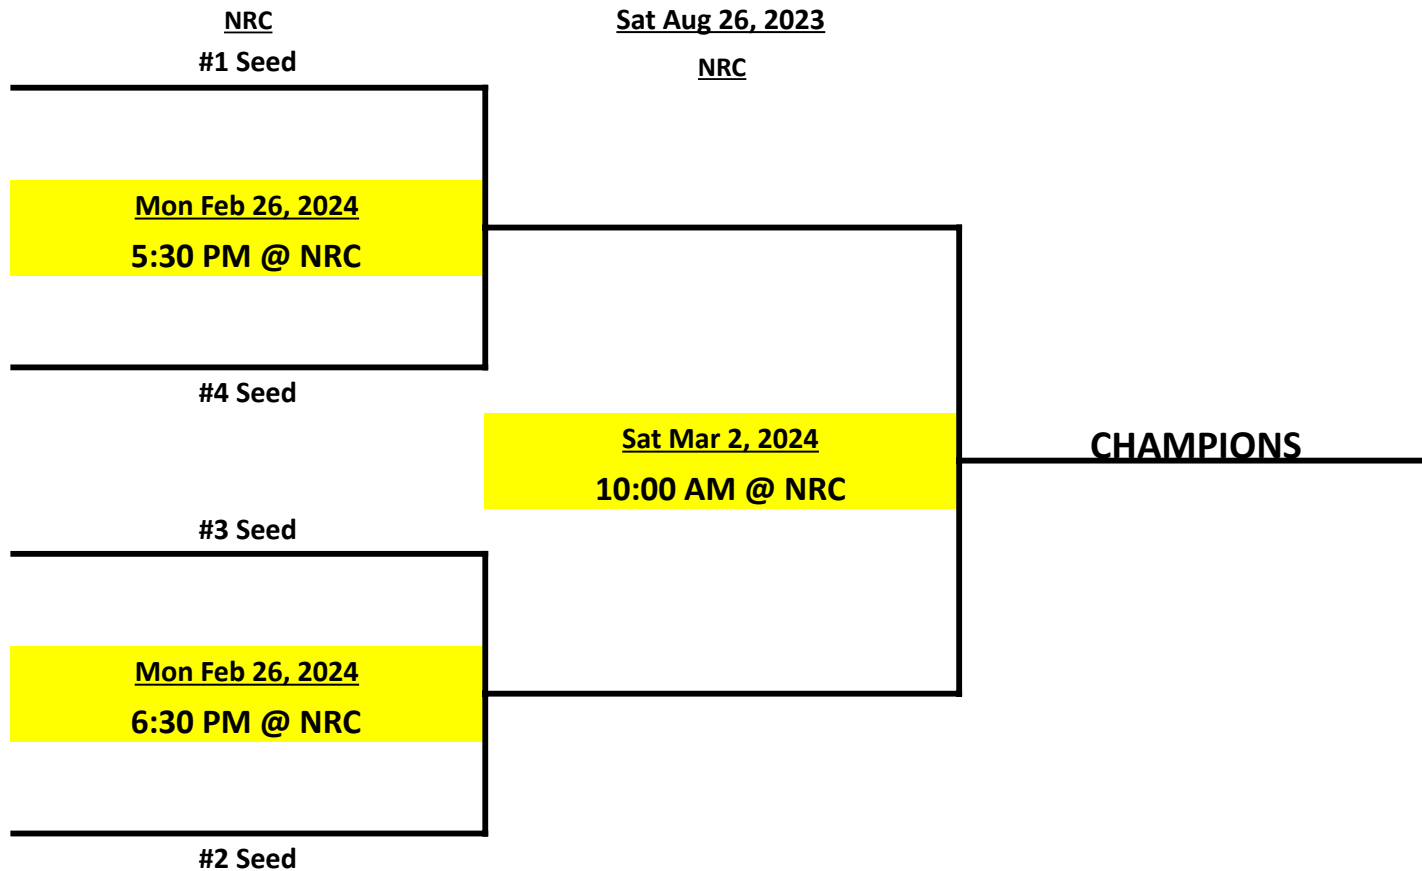 NRC
Sat Aug 26, 2023
#1 Seed
NRC
Mon Feb 26, 2024
5:30 PM @ NRC
#4 Seed
Sat Mar 2, 2024
10:00 AM @ NRC
CHAMPIONS
#3 Seed
Mon Feb 26, 2024
6:30 PM @ NRC
#2 Seed